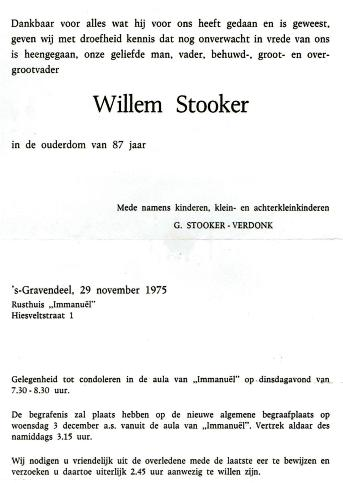 Dankbaar voor alles wat hij voor ons heeft gedaan en is geweest,
geven wij met droefheid kennis dat nog onverwacht in vrede van ons
is heengegaan, onze geliefde man, vader, behuwd-, groot- en over-
grootvader
Willem Stooker
in de ouderdom van 87 jaar
Mede namens kinderen, klein- en achterkleinkinderen
G. STOOKER - VERDONK
's-Gravendeel, 29 november 1975
Rusthuis „Immanuël"
Hiesveltstraat 1
Gelegenheid tot condoleren in de aula van „Immanuël" op dinsdagavond van
7.30 - 8.30 uur.
De begrafenis zal plaats hebben op de nieuwe algemene begraafplaats op
woensdag 3 december a.s. vanuit de aula van „Immanuël". Vertrek aldaar des
namiddags 3.15 uur.
Wij nodigen u vriendelijk uit de overledene mede de laatste eer te bewijzen en
verzoeken u daartoe uiterlijk 2.45 uur aanwezig te willen zijn.